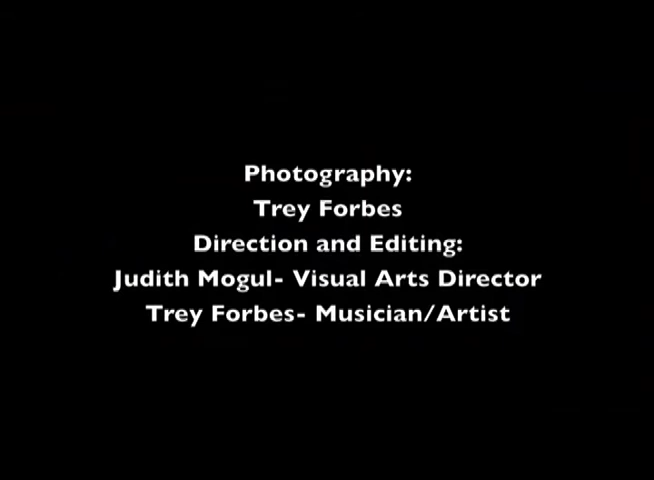 Photography:
Trey Forbes
Direction and Editing:
Judith Mogul- Visual Arts Director
Trey Forbes- Musician/Artist